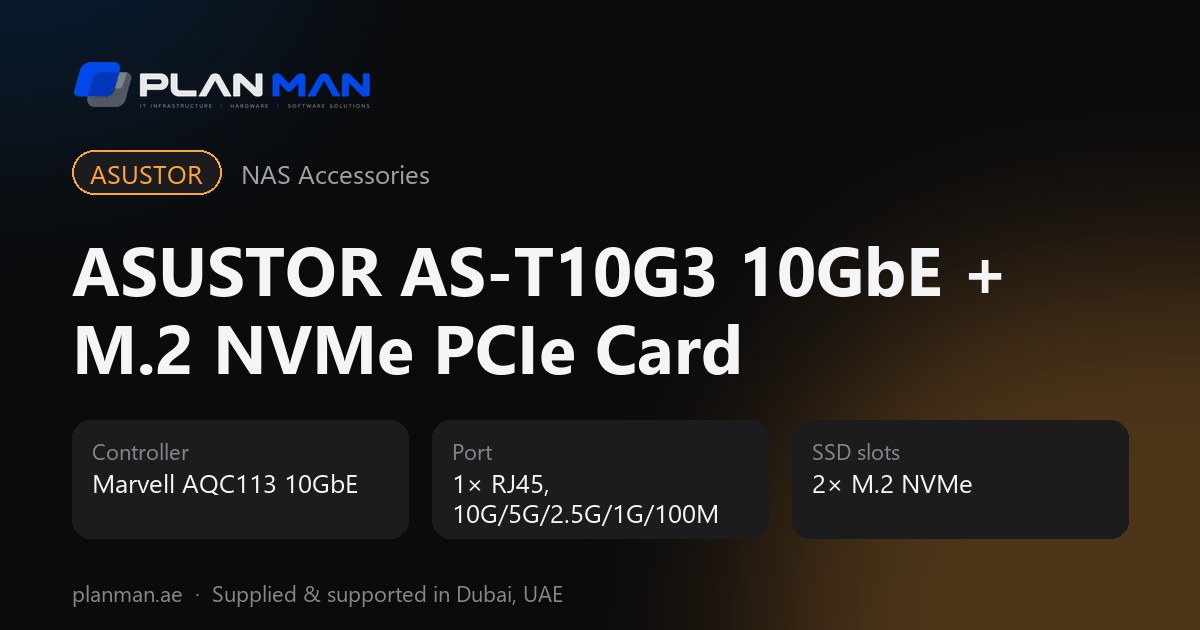 PLAN MAN
IT INFRASTRUCTURE | HARDWARE | SOFTWARE SOLUTIONS
ASUSTOR NAS Accessories
ASUSTOR AS-T10G3 10GbE +
M.2 NVMe PCIe Card
Controller
Marvell AQC113 10GbE
Port
1× RJ45,
10G/5G/2.5G/1G/100M
SSD slots
2× M.2 NVMe
planman.ae · Supplied & supported in Dubai, UAE